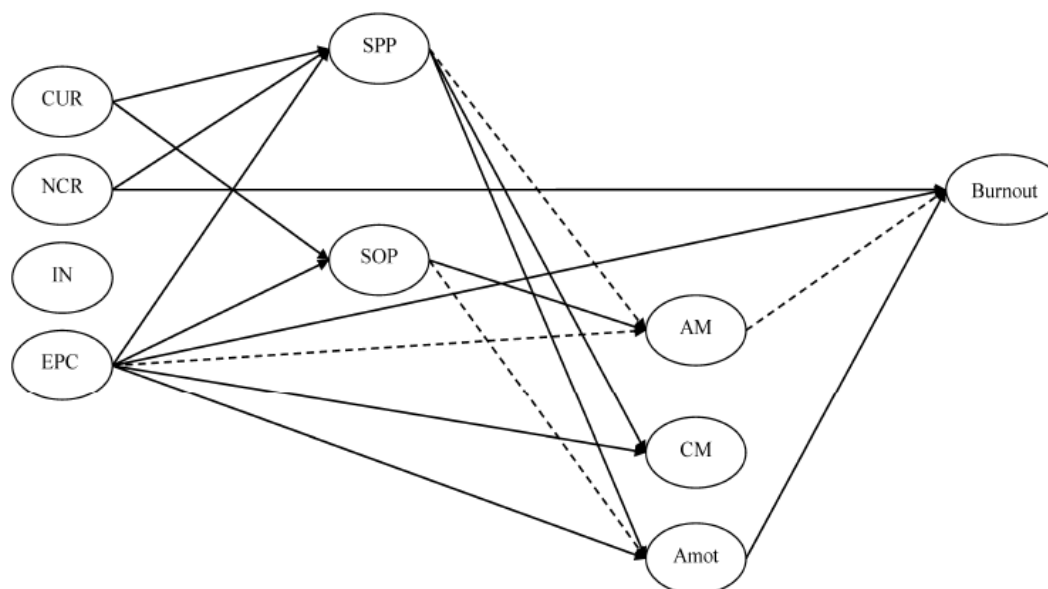 SPP
CUR
NCR
Burnout
SOP
IN
AM
EPC
CM
Amot